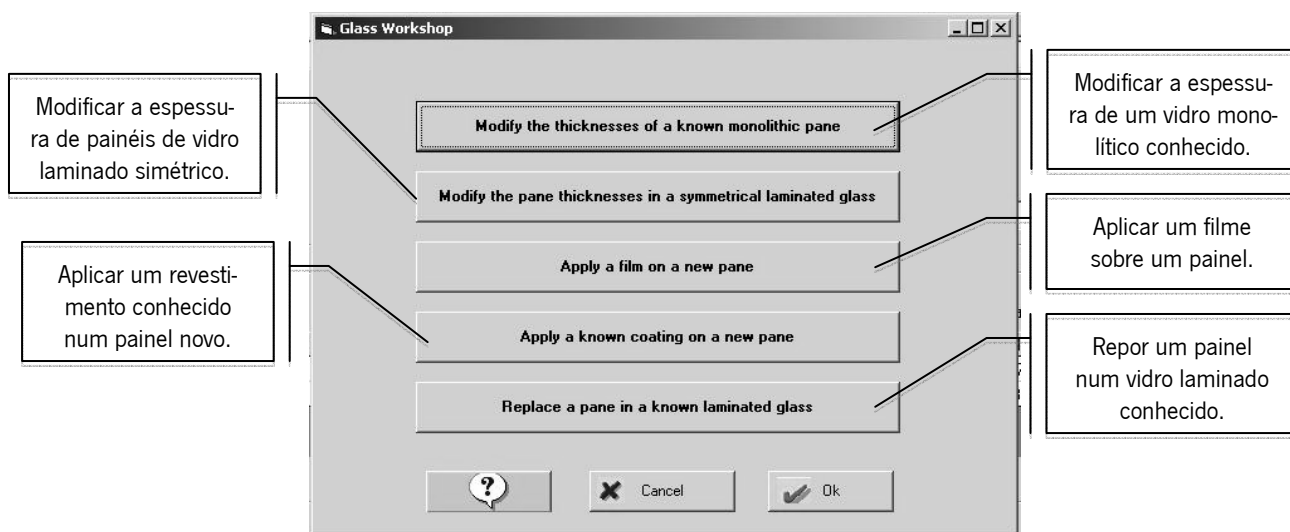 Glass Workshop
Modificar a espessu-
ra de painéis de vidro
laminado simétrico.
Aplicar um revesti-
mento conhecido
num painel novo.
Modify the thicknesses of a known monolithic pane
Modify the pane thicknesses in a symmetrical laminated glass
Apply a film on a new pane
Apply a known coating on a new pane
Replace a pane in a known laminated glass
?
Cancel
Ok
Modificar a espessu-
ra de um vidro mono-
lítico conhecido.
Aplicar um filme
sobre um painel.
Repor um painel
num vidro laminado
conhecido.